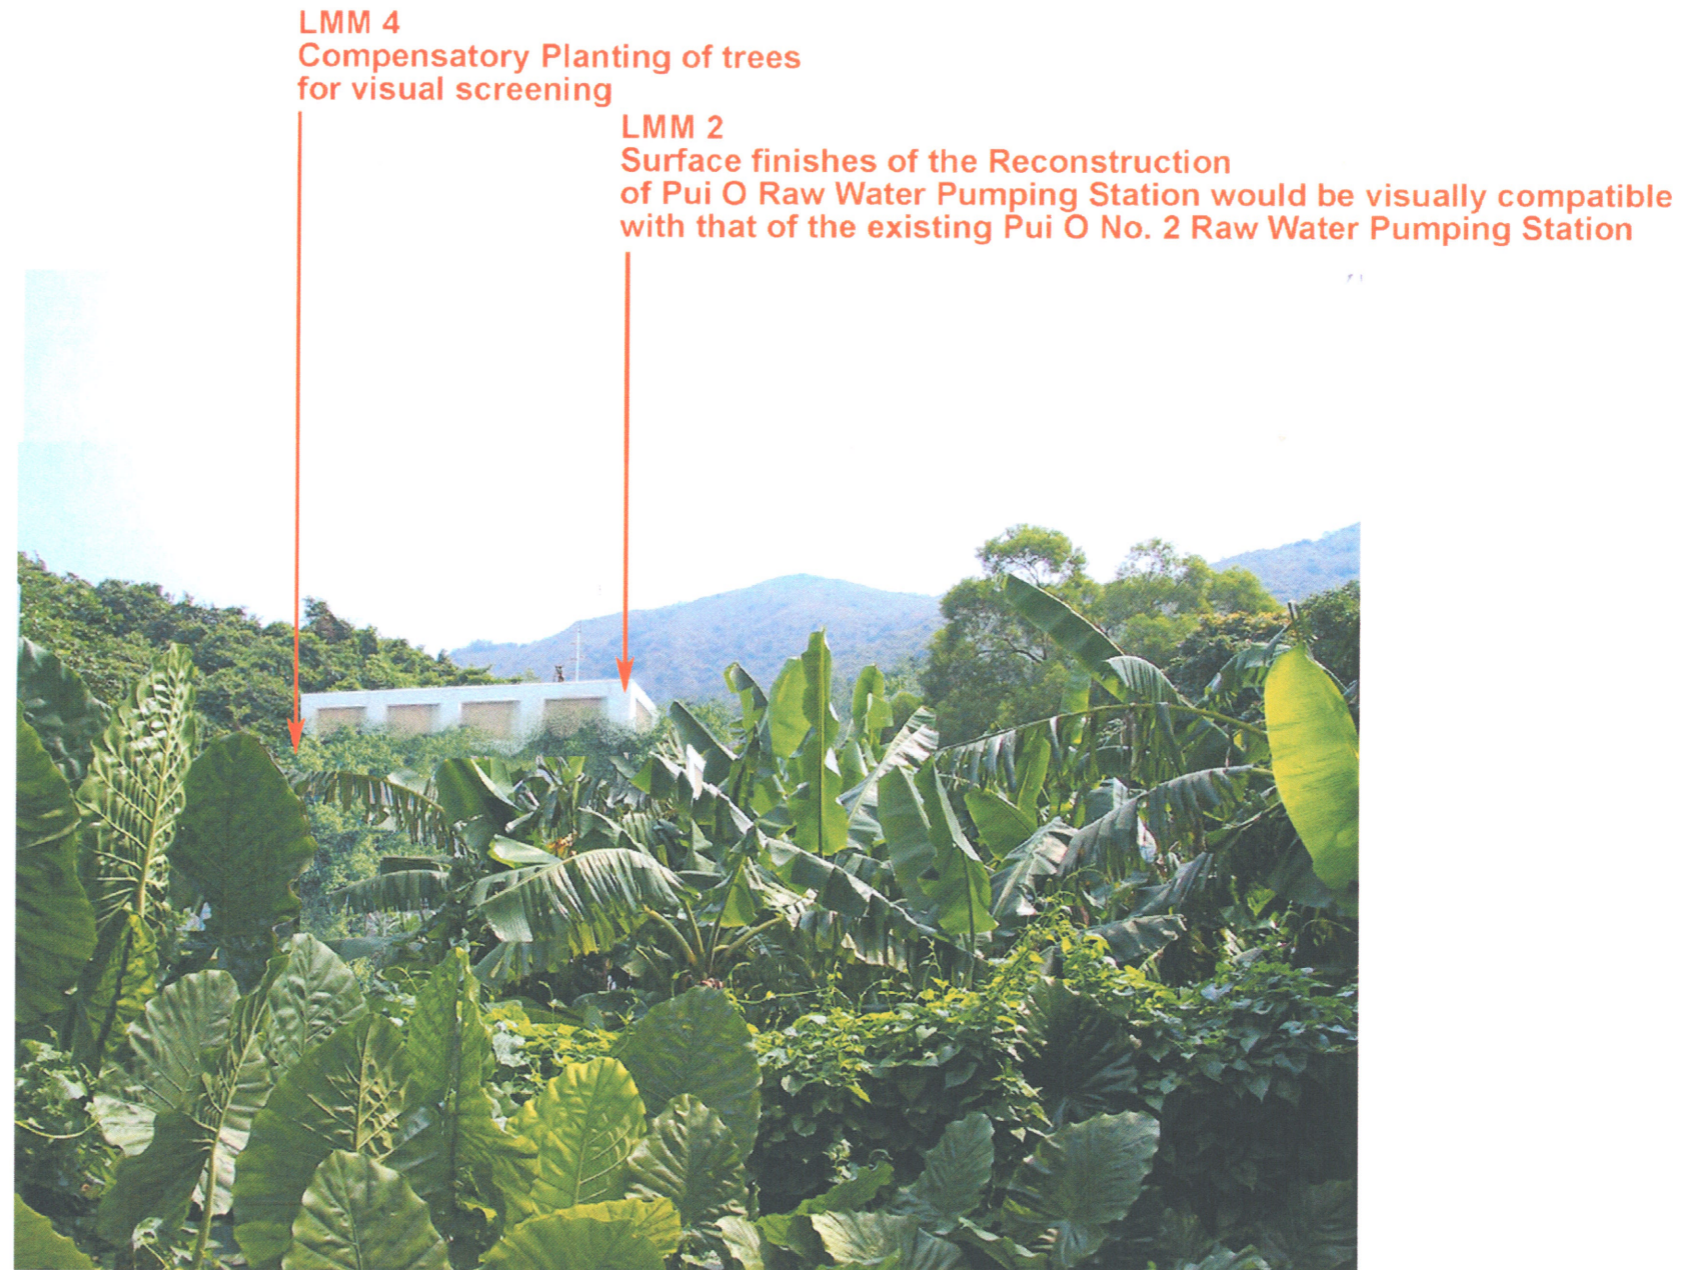 LMM 4
Compensatory Planting of trees
for visual screening
LMM 2
Surface finishes of the Reconstruction
of Pui O Raw Water Pumping Station would be visually compatible
with that of the existing Pui O No. 2 Raw Water Pumping Station